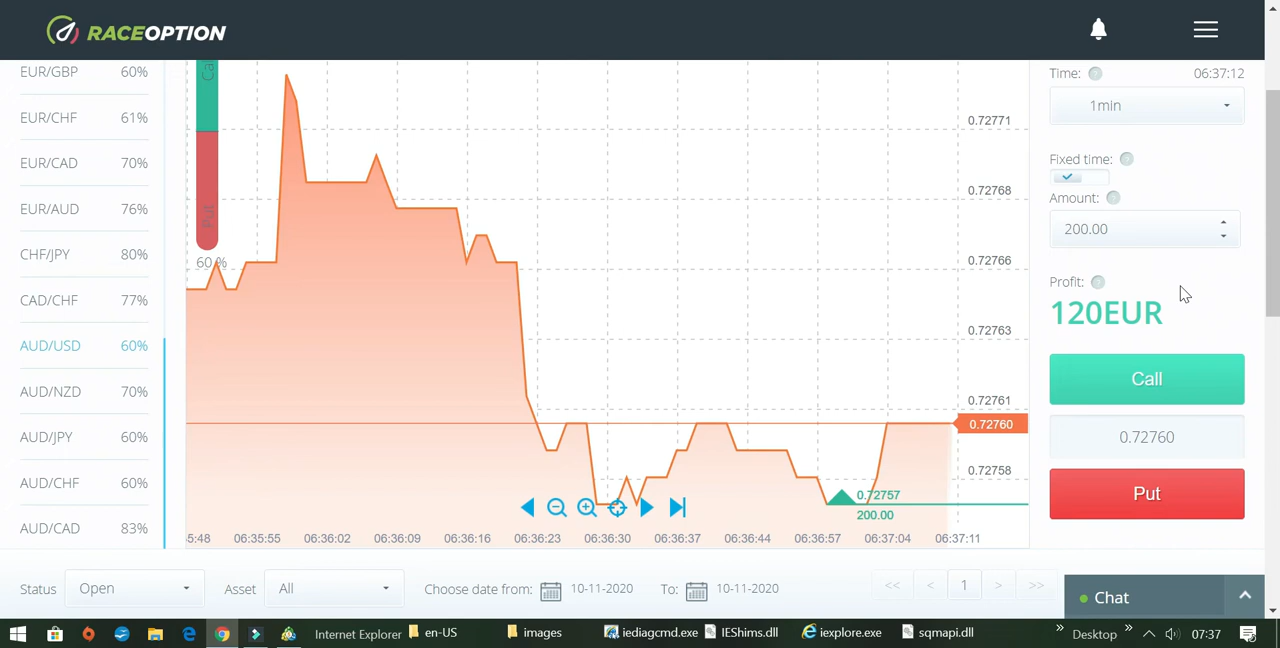 RACEOPTION
EUR/GBP 60%
EUR/CHF 61%
EUR/CAD 70%
EUR/AUD 76%
CHF/JPY 80%
CAD/CHF 77%
AUD/USD 60%
AUD/NZD 70%
AUD/JPY 60%
AUD/CHF 60%
AUD/CAD 83%
Call
Put
60 %
0.72771
0.72768
0.72766
0.72763
0.72761
0.72760
0.72758
0.72757
200.00
5:48 06:35:55 06:36:02 06:36:09 06:36:16 06:36:23 06:36:30 06:36:37 06:36:44 06:36:57 06:37:04 06:37:11
Time: 06:37:12
1min
Fixed time:
Amount:
200.00
Profit:
120EUR
Call
0.72760
Put
Status Open Asset All Choose date from: 10-11-2020 To: 10-11-2020 << < 1 > >>
Chat
Internet Explorer en-US images iediagcmd.exe IEShims.dll iexplore.exe sqmapi.dll Desktop 07:37